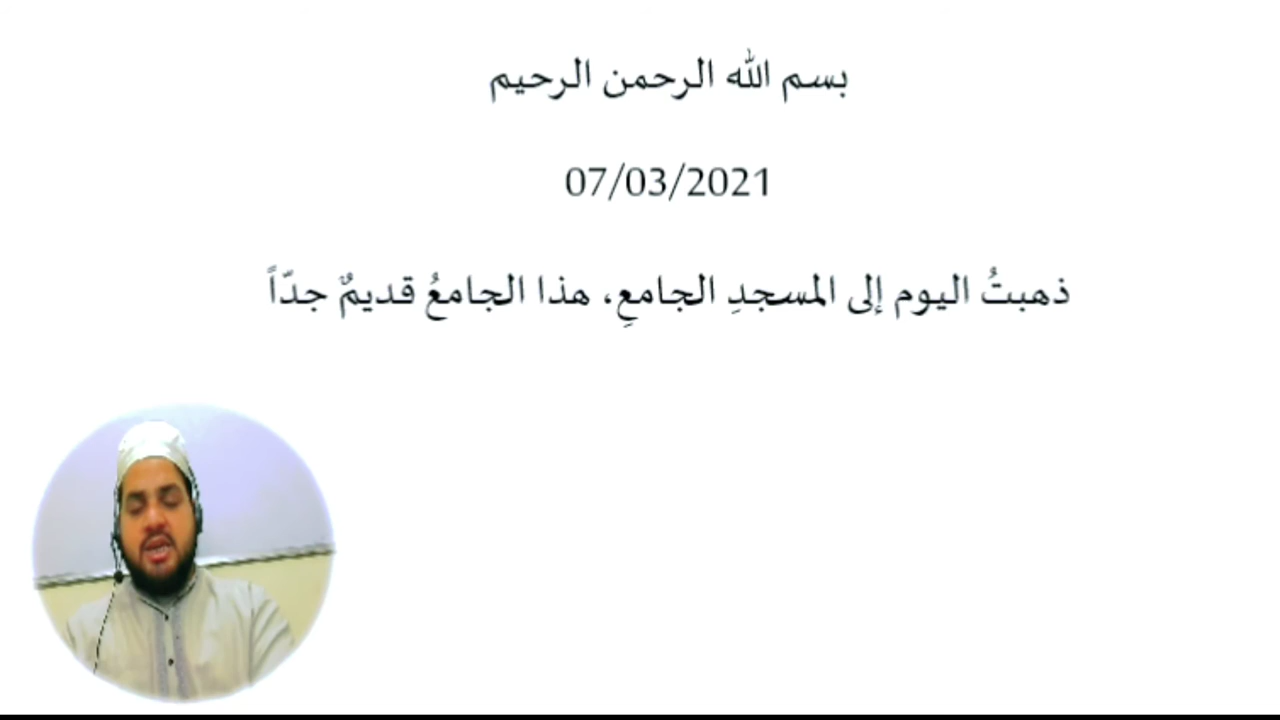 بسم الله الرحمن الرحيم
07/03/2021
ذهبتُ اليوم إلى المسجدِ الجامعِ، هذا الجامعُ قديمٌ جدّاً